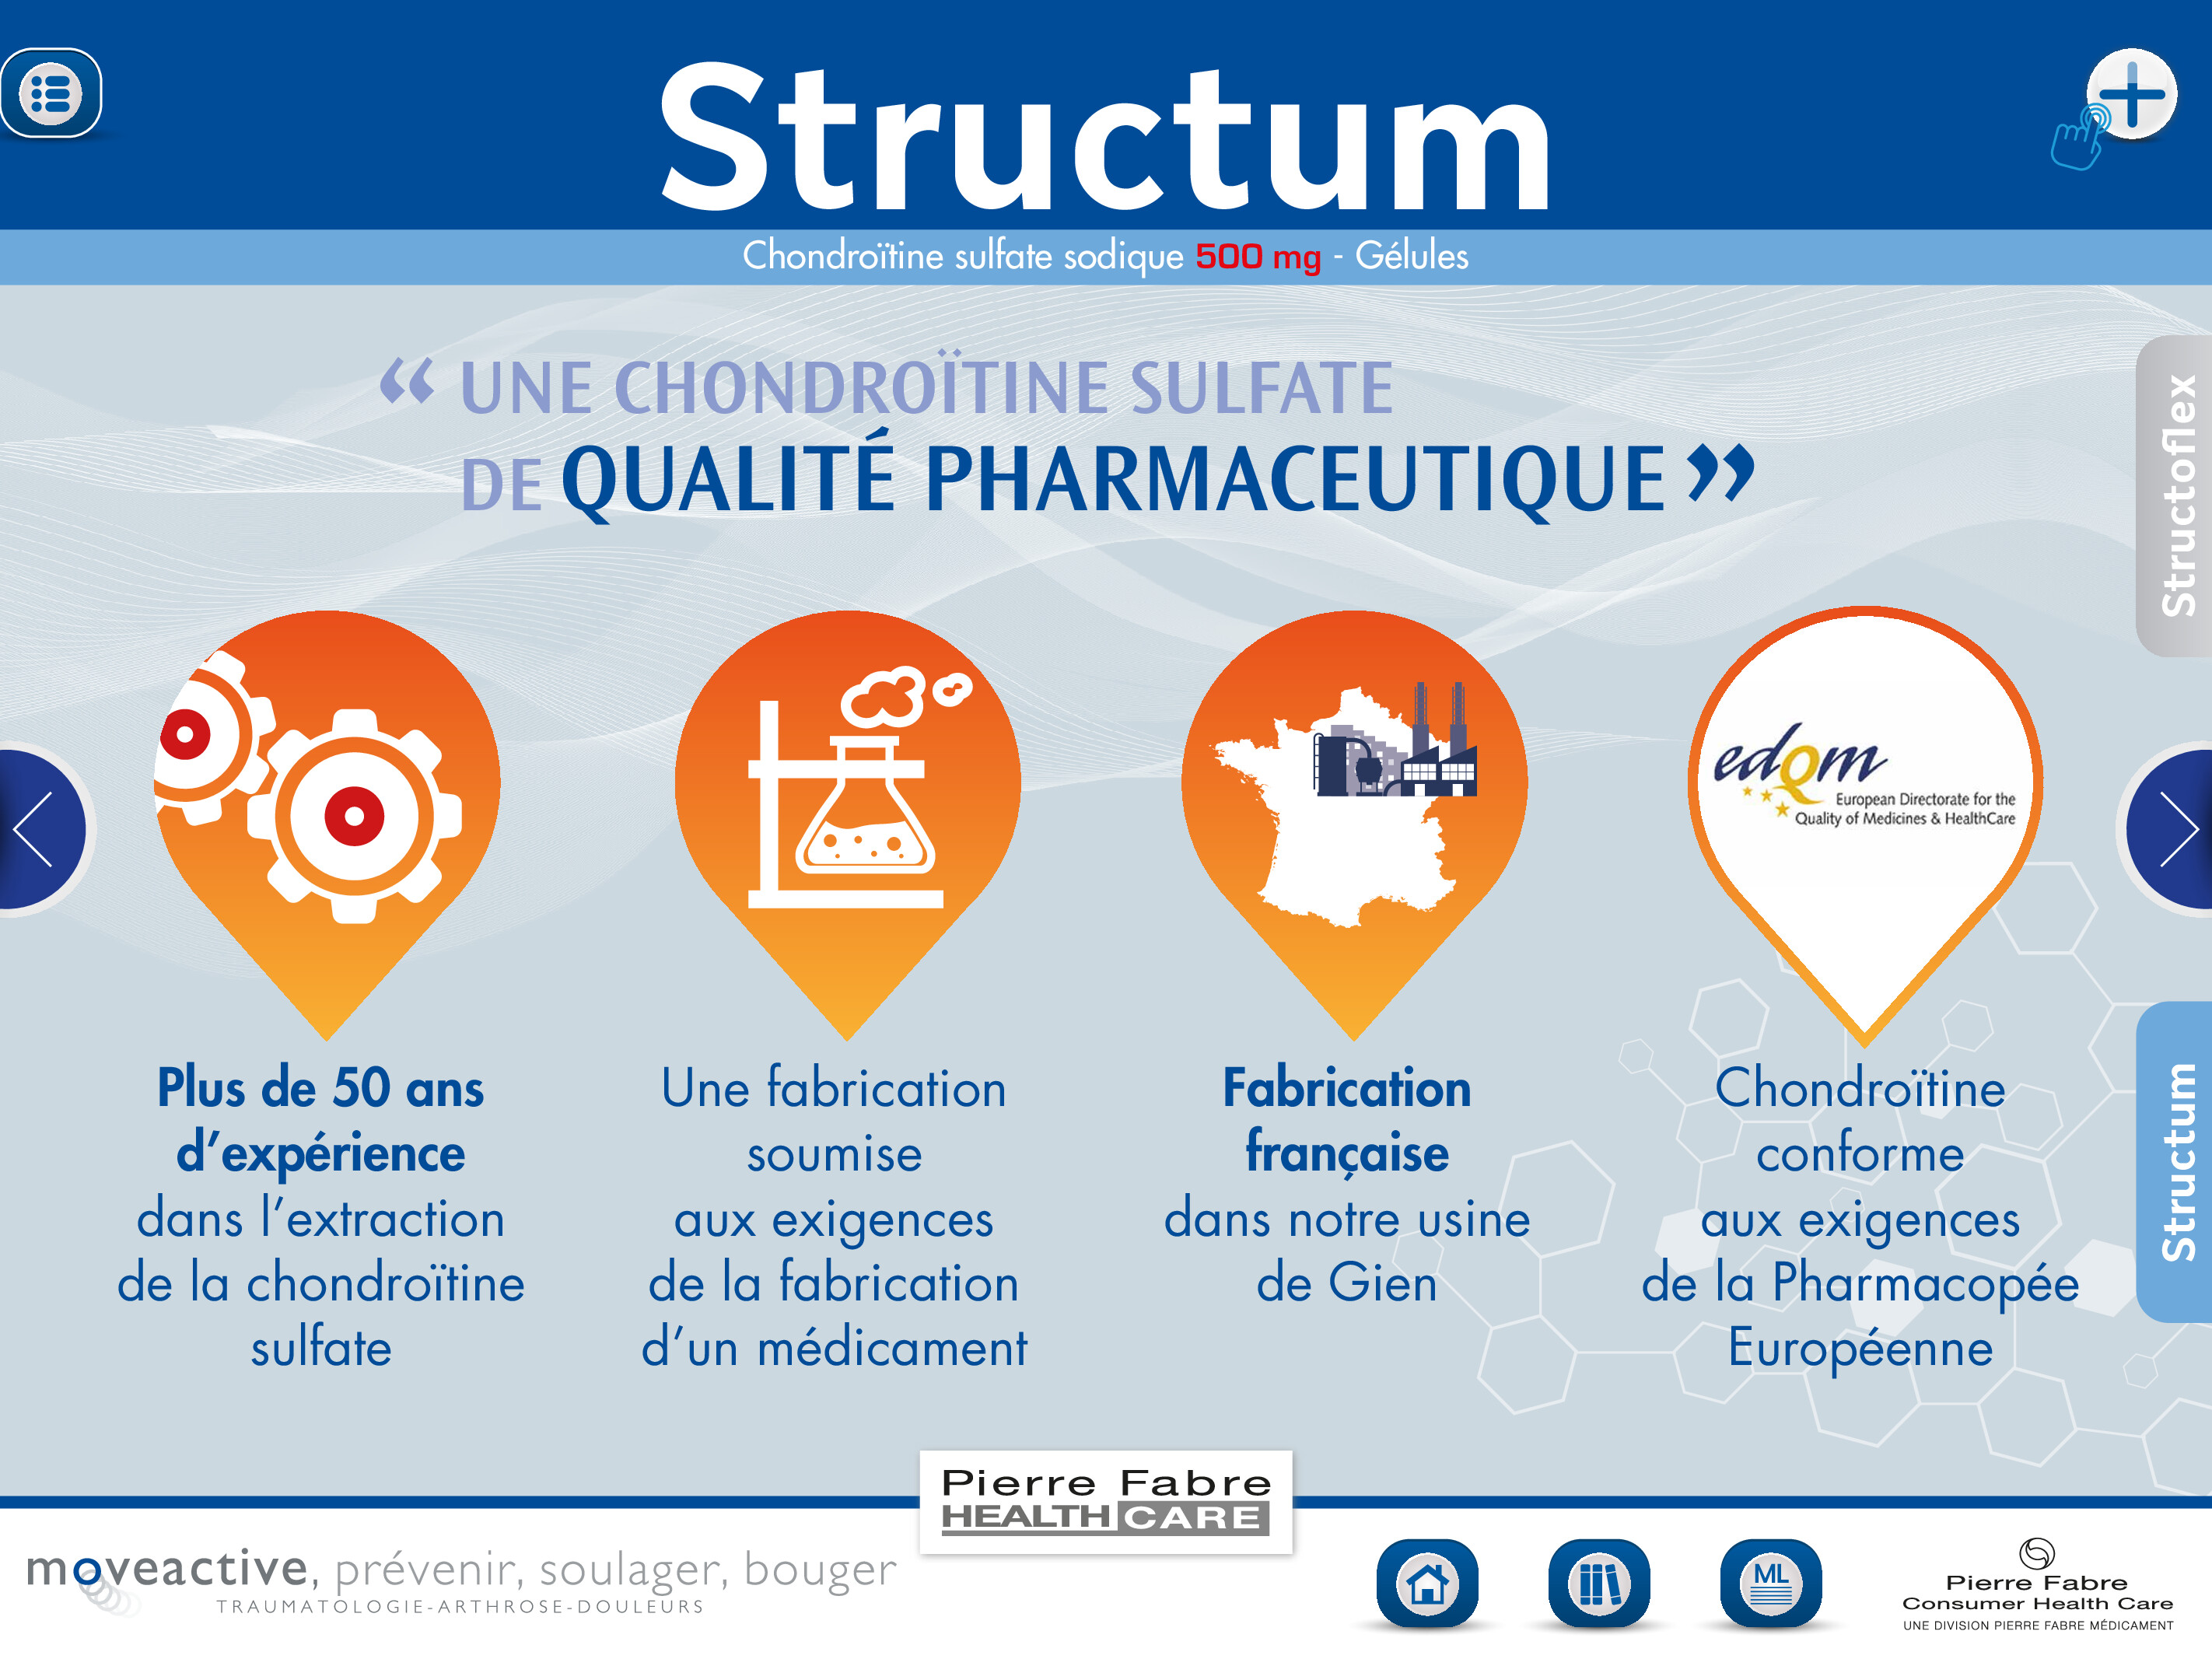 Structum
Chondroïtine sulfate sodique 500 mg - Gélules
“ UNE CHONDROÏTINE SULFATE
DE QUALITÉ PHARMACEUTIQUE ”
Structoflex
edQm
European Directorate for the
Quality of Medicines & HealthCare
Plus de 50 ans
d’expérience
dans l’extraction
de la chondroïtine
sulfate
Une fabrication
soumise
aux exigences
de la fabrication
d’un médicament
Fabrication
française
dans notre usine
de Gien
Chondroïtine
conforme
aux exigences
de la Pharmacopée
Européenne
Structum
Pierre Fabre
HEALTH CARE
moveactive, prévenir, soulager, bouger
TRAUMATOLOGIE-ARTHROSE-DOULEURS
ML
Pierre Fabre
Consumer Health Care
UNE DIVISION PIERRE FABRE MÉDICAMENT